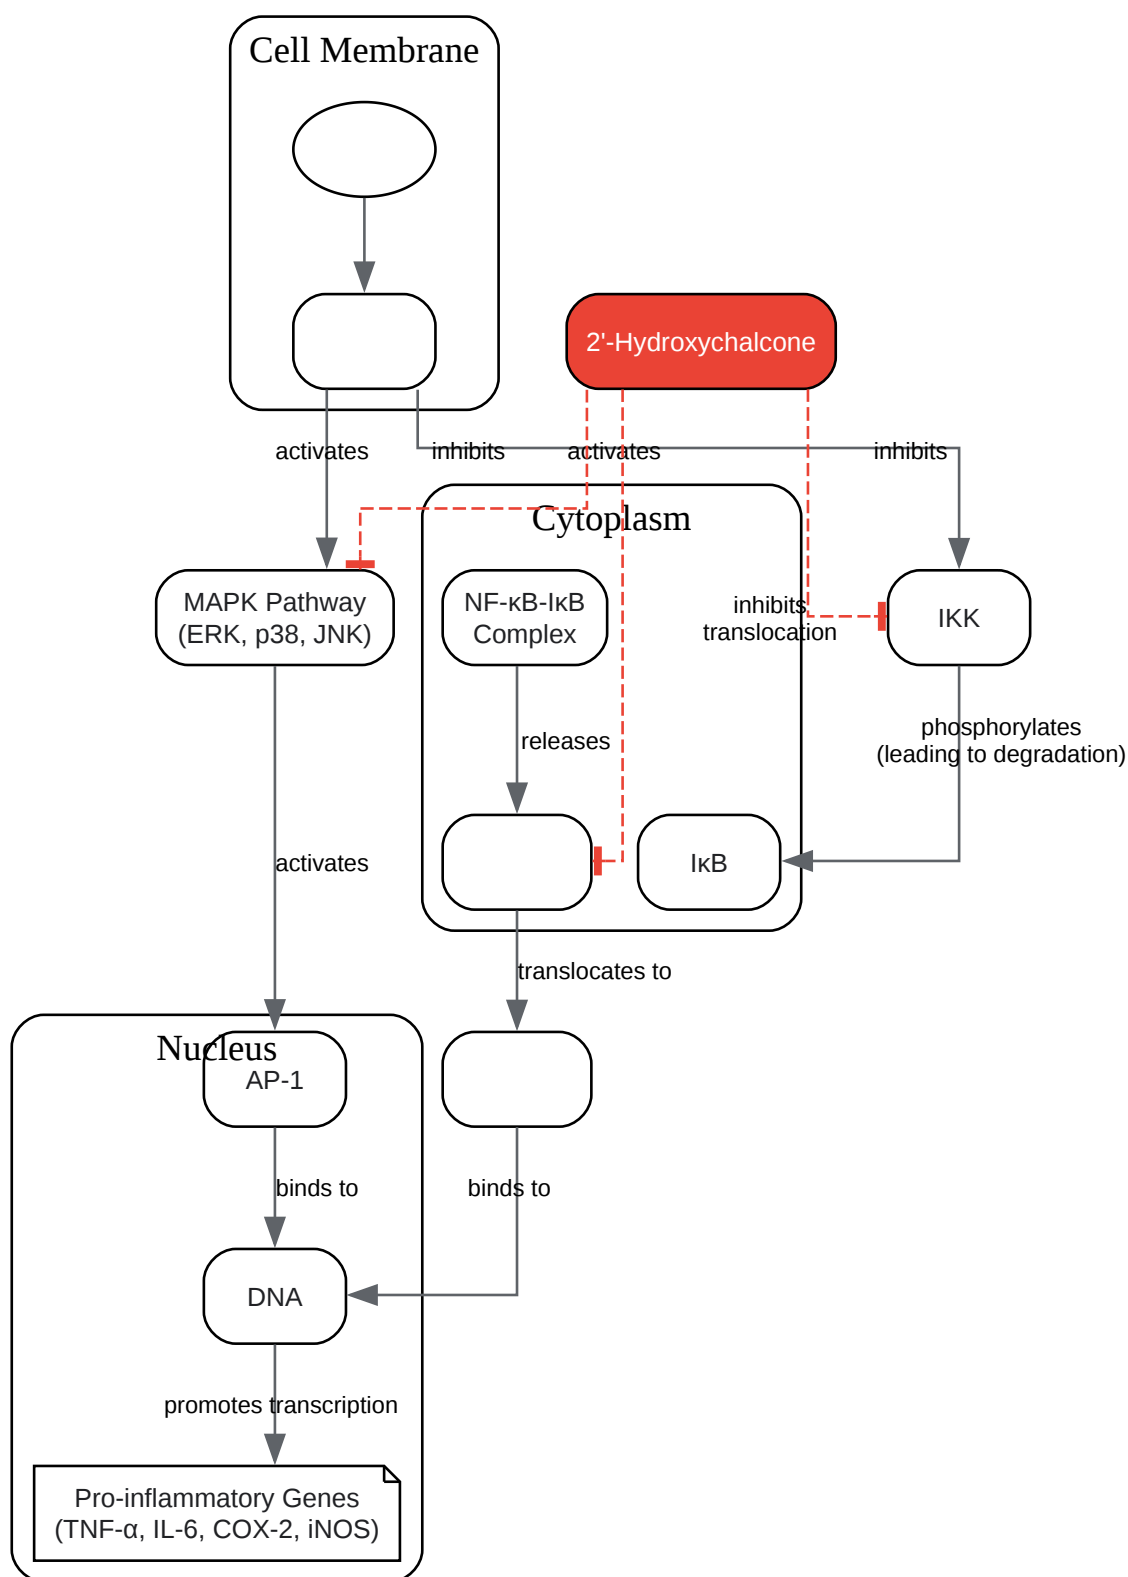 Cell Membrane
2'-Hydroxychalcone
activates
inhibits
activates
inhibits
Cytoplasm
MAPK Pathway
(ERK, p38, JNK)
NF-κB-IκB
Complex
inhibits
translocation
IKK
releases
phosphorylates
(leading to degradation)
activates
IκB
translocates to
Nucleus
AP-1
binds to
binds to
DNA
promotes transcription
Pro-inflammatory Genes
(TNF-α, IL-6, COX-2, iNOS)